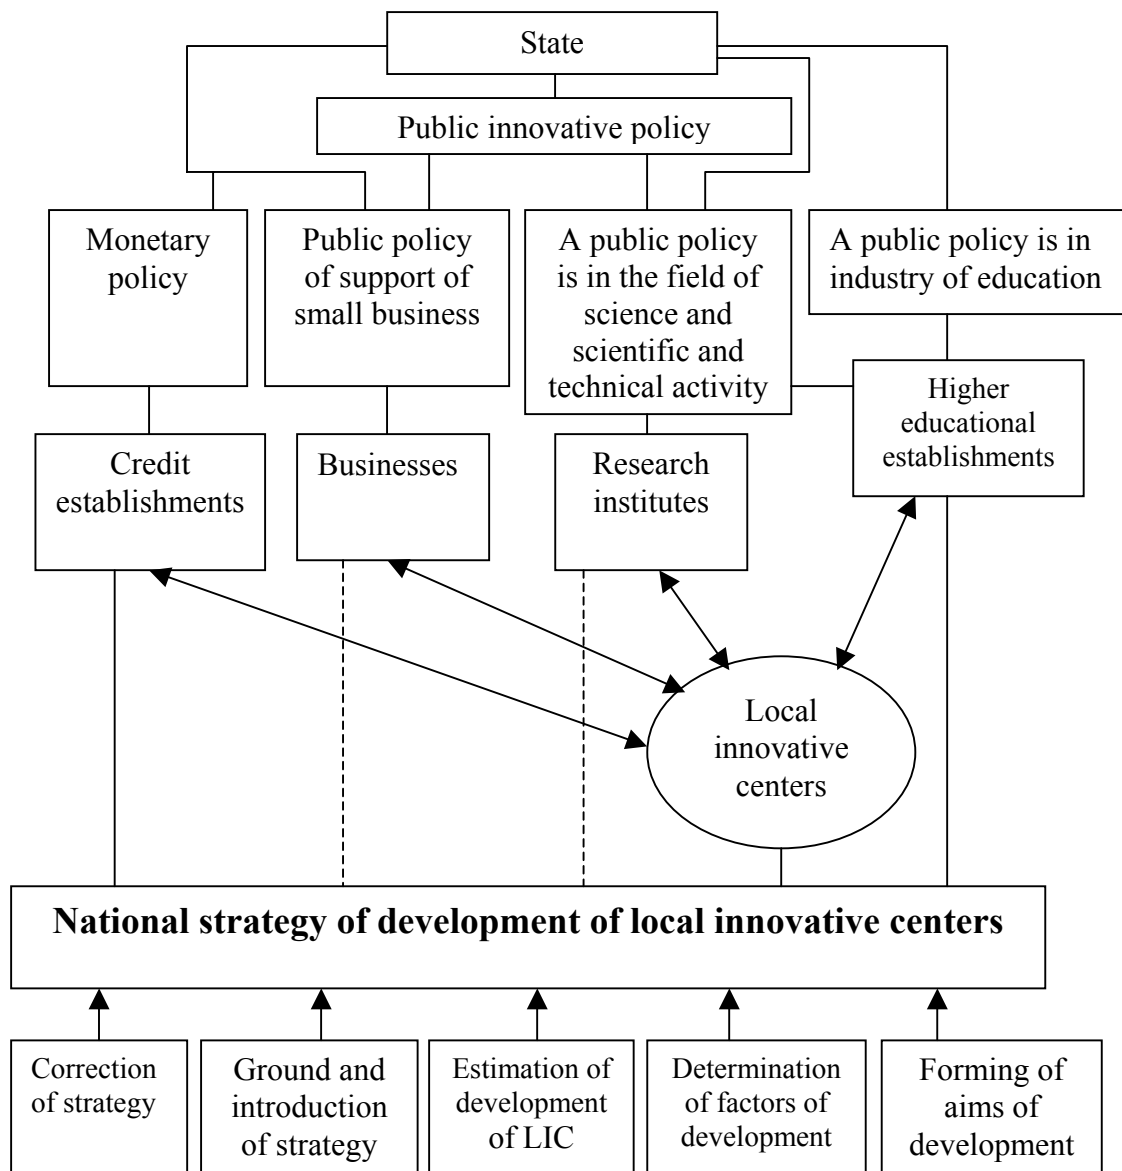 State
Public innovative policy
Monetary
policy
Public policy
of support of
small business
A public policy
is in the field of
science and
scientific and
technical activity
A public policy is in
industry of education
Higher
educational
establishments
Credit
establishments
Businesses
Research
institutes
Local
innovative
centers
National strategy of development of local innovative centers
Correction
of strategy
Ground and
introduction
of strategy
Estimation of
development
of LIC
Determination
of factors of
development
Forming of
aims of
development